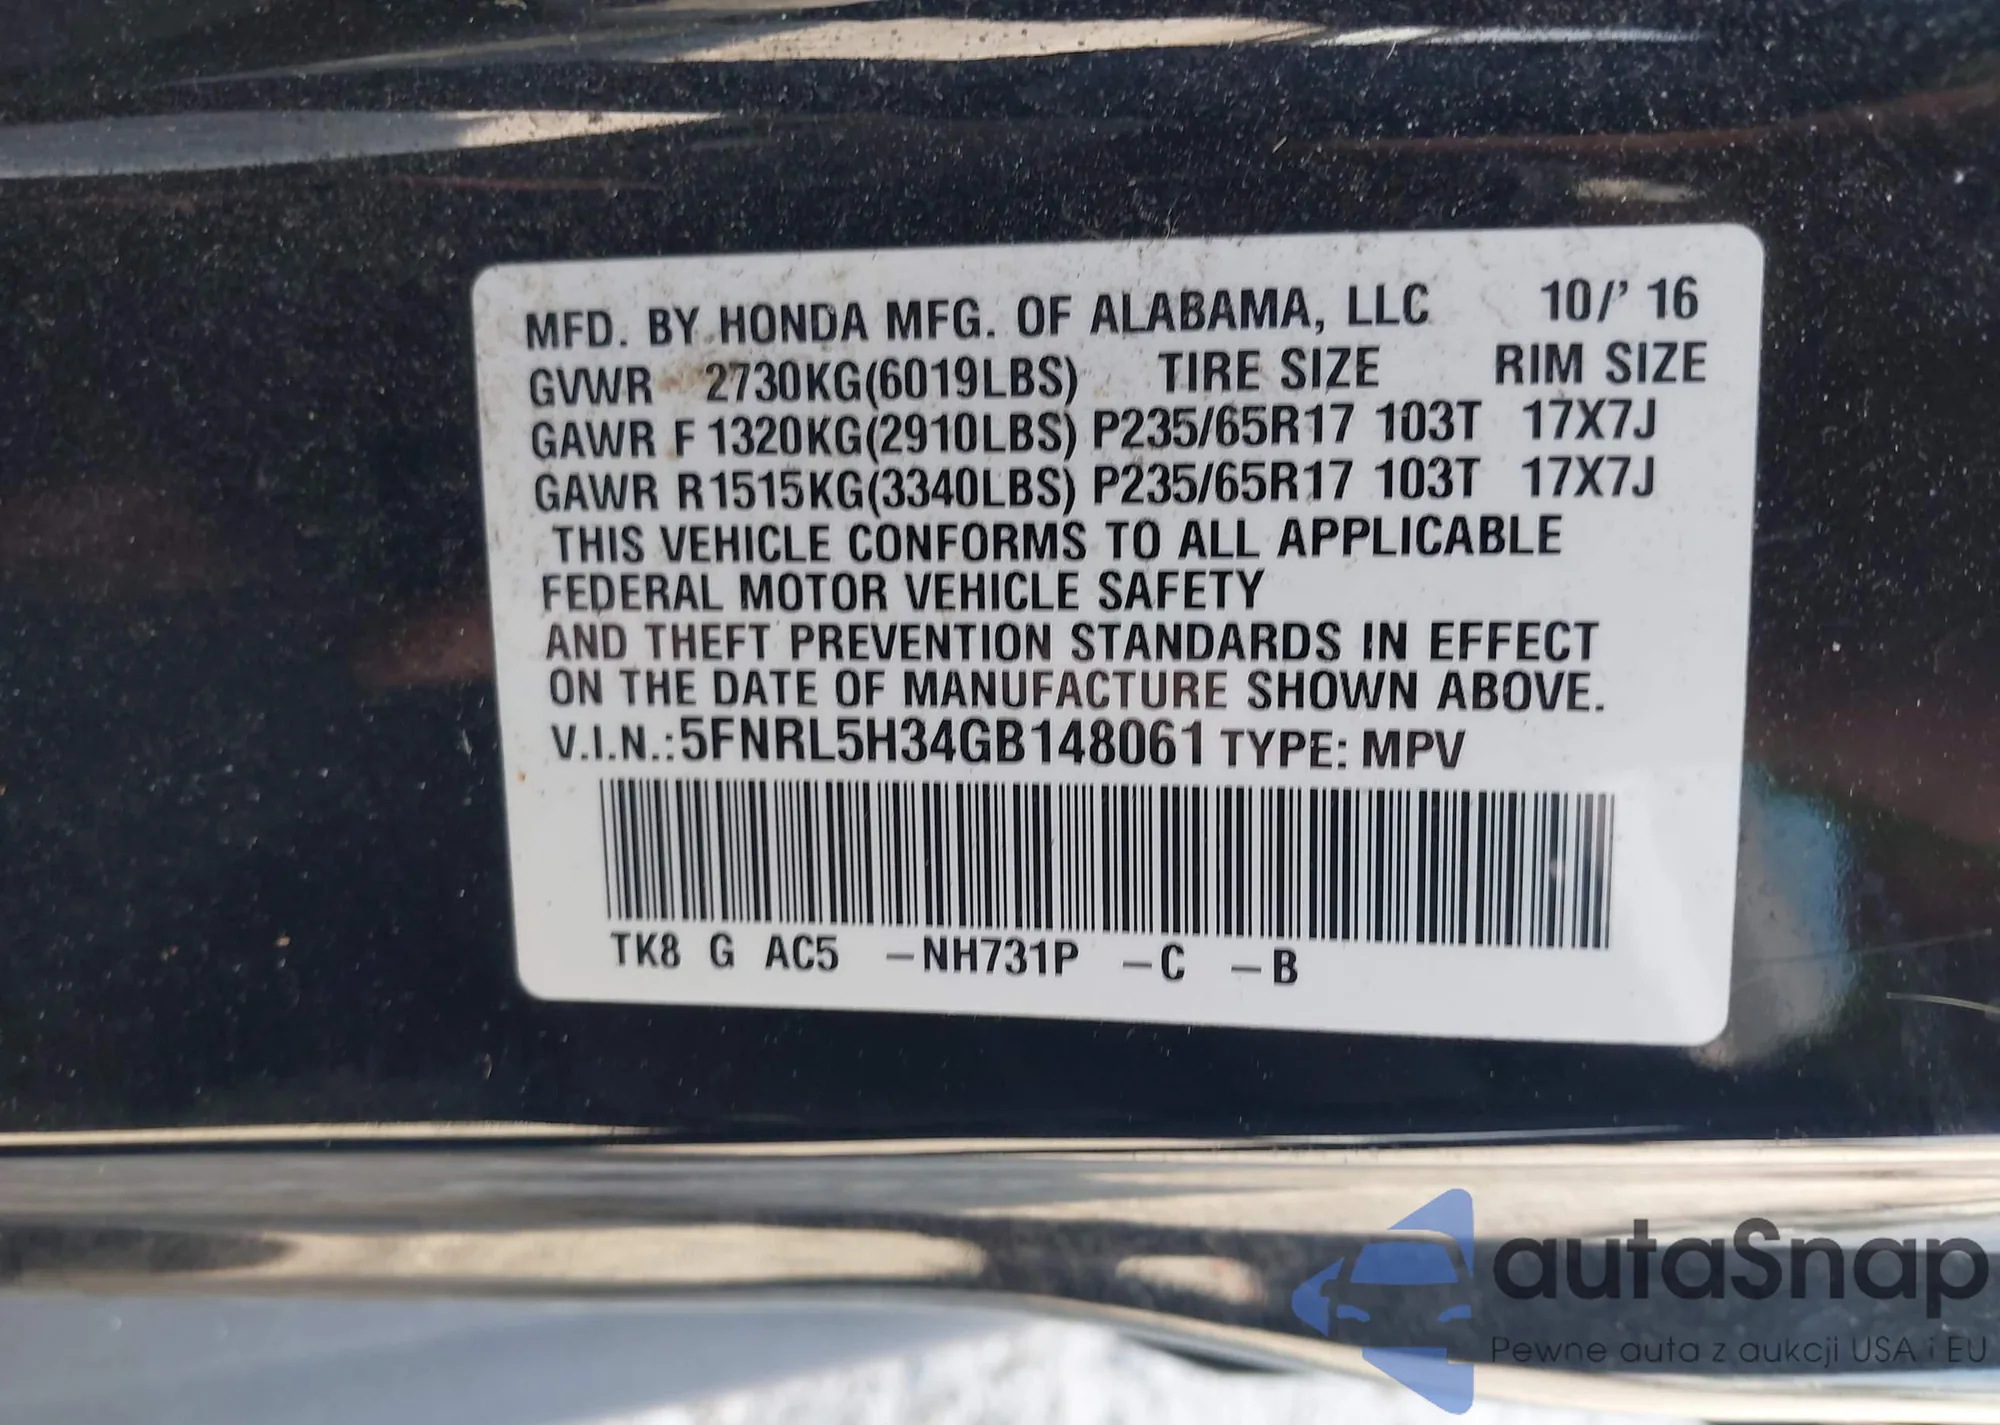 MFD. BY HONDA MFG. OF ALABAMA, LLC 10/' 16
GVWR 2730KG(6019LBS) TIRE SIZE RIM SIZE
GAWR F 1320KG(2910LBS) P235/65R17 103T 17X7J
GAWR R1515KG(3340LBS) P235/65R17 103T 17X7J
THIS VEHICLE CONFORMS TO ALL APPLICABLE
FEDERAL MOTOR VEHICLE SAFETY
AND THEFT PREVENTION STANDARDS IN EFFECT
ON THE DATE OF MANUFACTURE SHOWN ABOVE.
V.I.N.:5FNRL5H34GB148061 TYPE: MPV
TK8 G AC5 –NH731P –C –B
autaSnap
Pewne auta z aukcji USA i EU